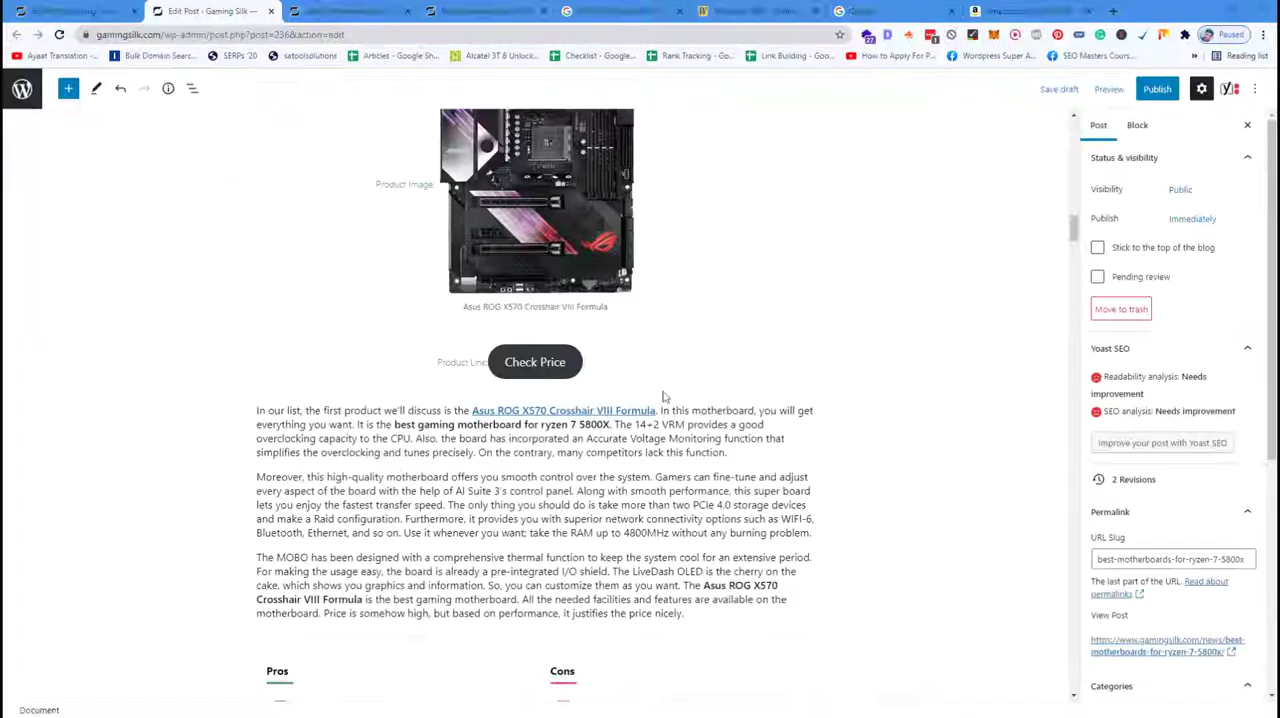 Edit Post ‹ Gaming Silk —
gamingsilk.com/wp-admin/post.php?post=236&action=edit
Paused
Ayaat Translation -...
Bulk Domain Searc...
SERPs '20
satoolsolutions
Articles - Google Sh...
Alcatel 3T 8 Unlock...
Checklist - Google...
Rank Tracking - Go...
Link Building - Goo...
How to Apply For P...
Wordpress Super A...
SEO Masters Cours...
Reading list
Save draft
Preview
Publish
Post
Block
Status & visibility
Visibility
Public
Publish
Immediately
Stick to the top of the blog
Pending review
Move to trash
Yoast SEO
Readability analysis: Needs
improvement
SEO analysis: Needs improvement
Improve your post with Yoast SEO
2 Revisions
Permalink
URL Slug
best-motherboards-for-ryzen-7-5800x
The last part of the URL. Read about
permalinks
View Post
https://www.gamingsilk.com/news/best-
motherboards-for-ryzen-7-5800x/
Categories
Product Image:
Asus ROG X570 Crosshair VIII Formula
Product Link:
Check Price
In our list, the first product we'll discuss is the Asus ROG X570 Crosshair VIII Formula. In this motherboard, you will get
everything you want. It is the best gaming motherboard for ryzen 7 5800X. The 14+2 VRM provides a good
overclocking capacity to the CPU. Also, the board has incorporated an Accurate Voltage Monitoring function that
simplifies the overclocking and tunes precisely. On the contrary, many competitors lack this function.
Moreover, this high-quality motherboard offers you smooth control over the system. Gamers can fine-tune and adjust
every aspect of the board with the help of AI Suite 3's control panel. Along with smooth performance, this super board
lets you enjoy the fastest transfer speed. The only thing you should do is take more than two PCIe 4.0 storage devices
and make a Raid configuration. Furthermore, it provides you with superior network connectivity options such as WIFI-6,
Bluetooth, Ethernet, and so on. Use it whenever you want; take the RAM up to 4800MHz without any burning problem.
The MOBO has been designed with a comprehensive thermal function to keep the system cool for an extensive period.
For making the usage easy, the board is already a pre-integrated I/O shield. The LiveDash OLED is the cherry on the
cake, which shows you graphics and information. So, you can customize them as you want. The Asus ROG X570
Crosshair VIII Formula is the best gaming motherboard. All the needed facilities and features are available on the
motherboard. Price is somehow high, but based on performance, it justifies the price nicely.
Pros
Cons
Document